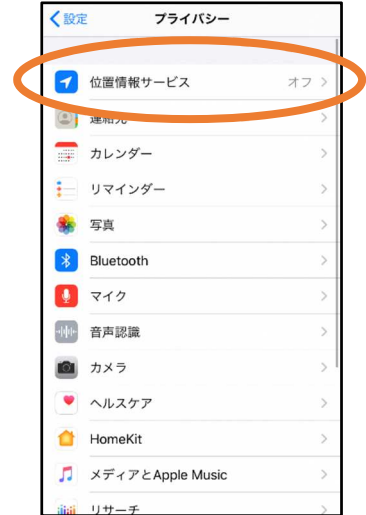 設定 プライバシー
位置情報サービス オフ
連絡先
カレンダー
リマインダー
写真
Bluetooth
マイク
音声認識
カメラ
ヘルスケア
HomeKit
メディアとApple Music
リサーチ